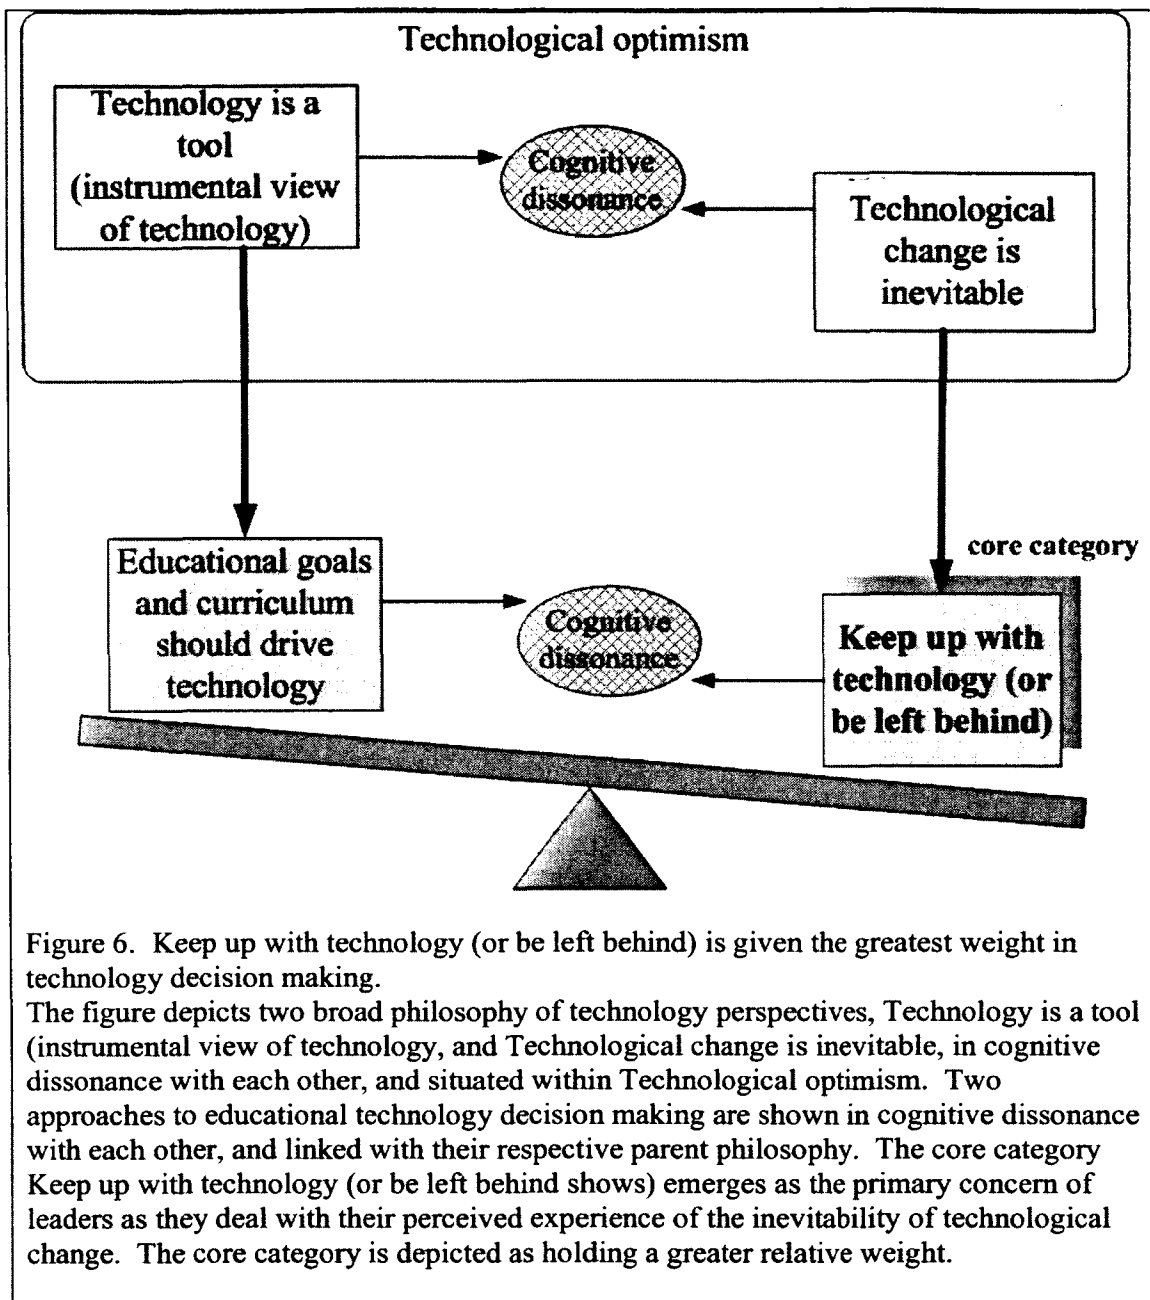 Technological optimism
Technology is a
tool
(instrumental view
of technology)
Cognitive
dissonance
Technological
change is
inevitable
Educational goals
and curriculum
should drive
technology
Cognitive
dissonance
core category
Keep up with
technology (or
be left behind)
Figure 6.  Keep up with technology (or be left behind) is given the greatest weight in
technology decision making.
The figure depicts two broad philosophy of technology perspectives, Technology is a tool
(instrumental view of technology, and Technological change is inevitable, in cognitive
dissonance with each other, and situated within Technological optimism.  Two
approaches to educational technology decision making are shown in cognitive dissonance
with each other, and linked with their respective parent philosophy.  The core category
Keep up with technology (or be left behind shows) emerges as the primary concern of
leaders as they deal with their perceived experience of the inevitability of technological
change.  The core category is depicted as holding a greater relative weight.